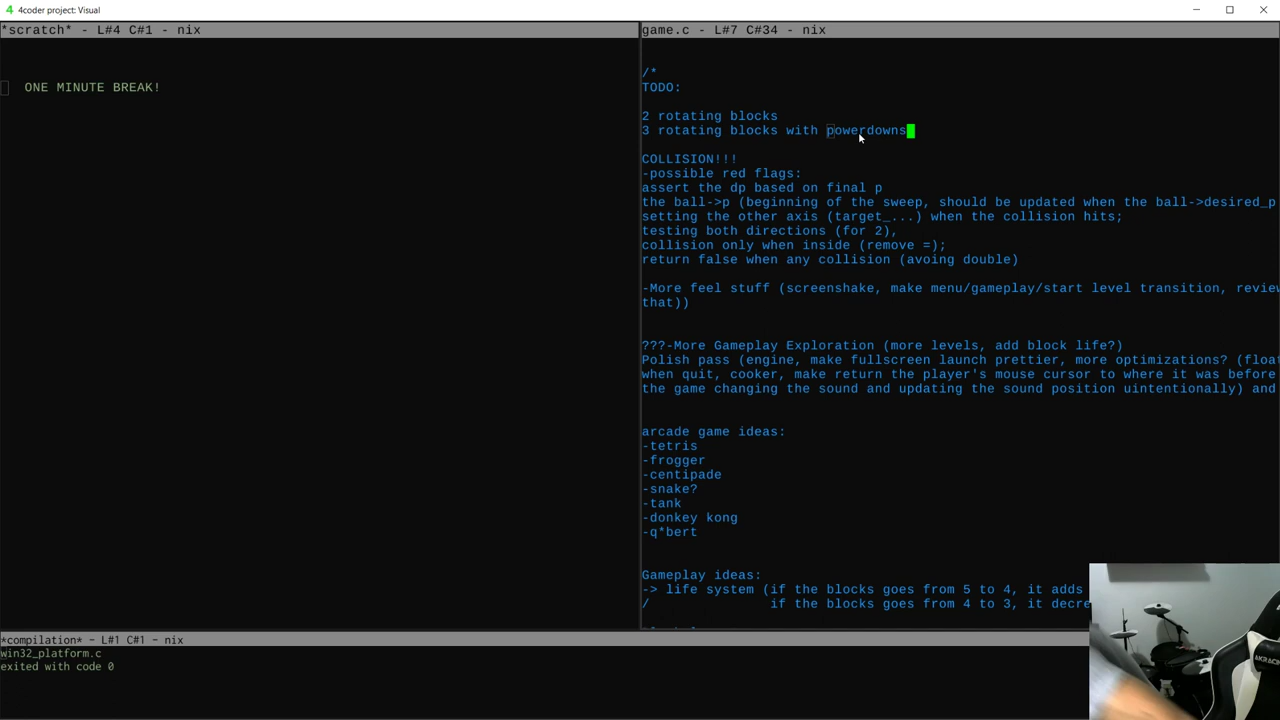 4 4coder project: Visual
*scratch* - L#4 C#1 - nix
ONE MINUTE BREAK!
game.c - L#7 C#34 - nix
/*
TODO:
2 rotating blocks
3 rotating blocks with powerdowns
COLLISION!!!
-possible red flags:
assert the dp based on final p
the ball->p (beginning of the sweep, should be updated when the ball->desired_p
setting the other axis (target_...) when the collision hits;
testing both directions (for 2),
collision only when inside (remove =);
return false when any collision (avoing double)
-More feel stuff (screenshake, make menu/gameplay/start level transition, revie
that))
???-More Gameplay Exploration (more levels, add block life?)
Polish pass (engine, make fullscreen launch prettier, more optimizations? (float
when quit, cooker, make return the player's mouse cursor to where it was before
the game changing the sound and updating the sound position uintentionally) and
arcade game ideas:
-tetris
-frogger
-centipade
-snake?
-tank
-donkey kong
-q*bert
Gameplay ideas:
-> life system (if the blocks goes from 5 to 4, it adds
/ if the blocks goes from 4 to 3, it decre
*compilation* - L#1 C#1 - nix
win32_platform.c
exited with code 0
AKRACING